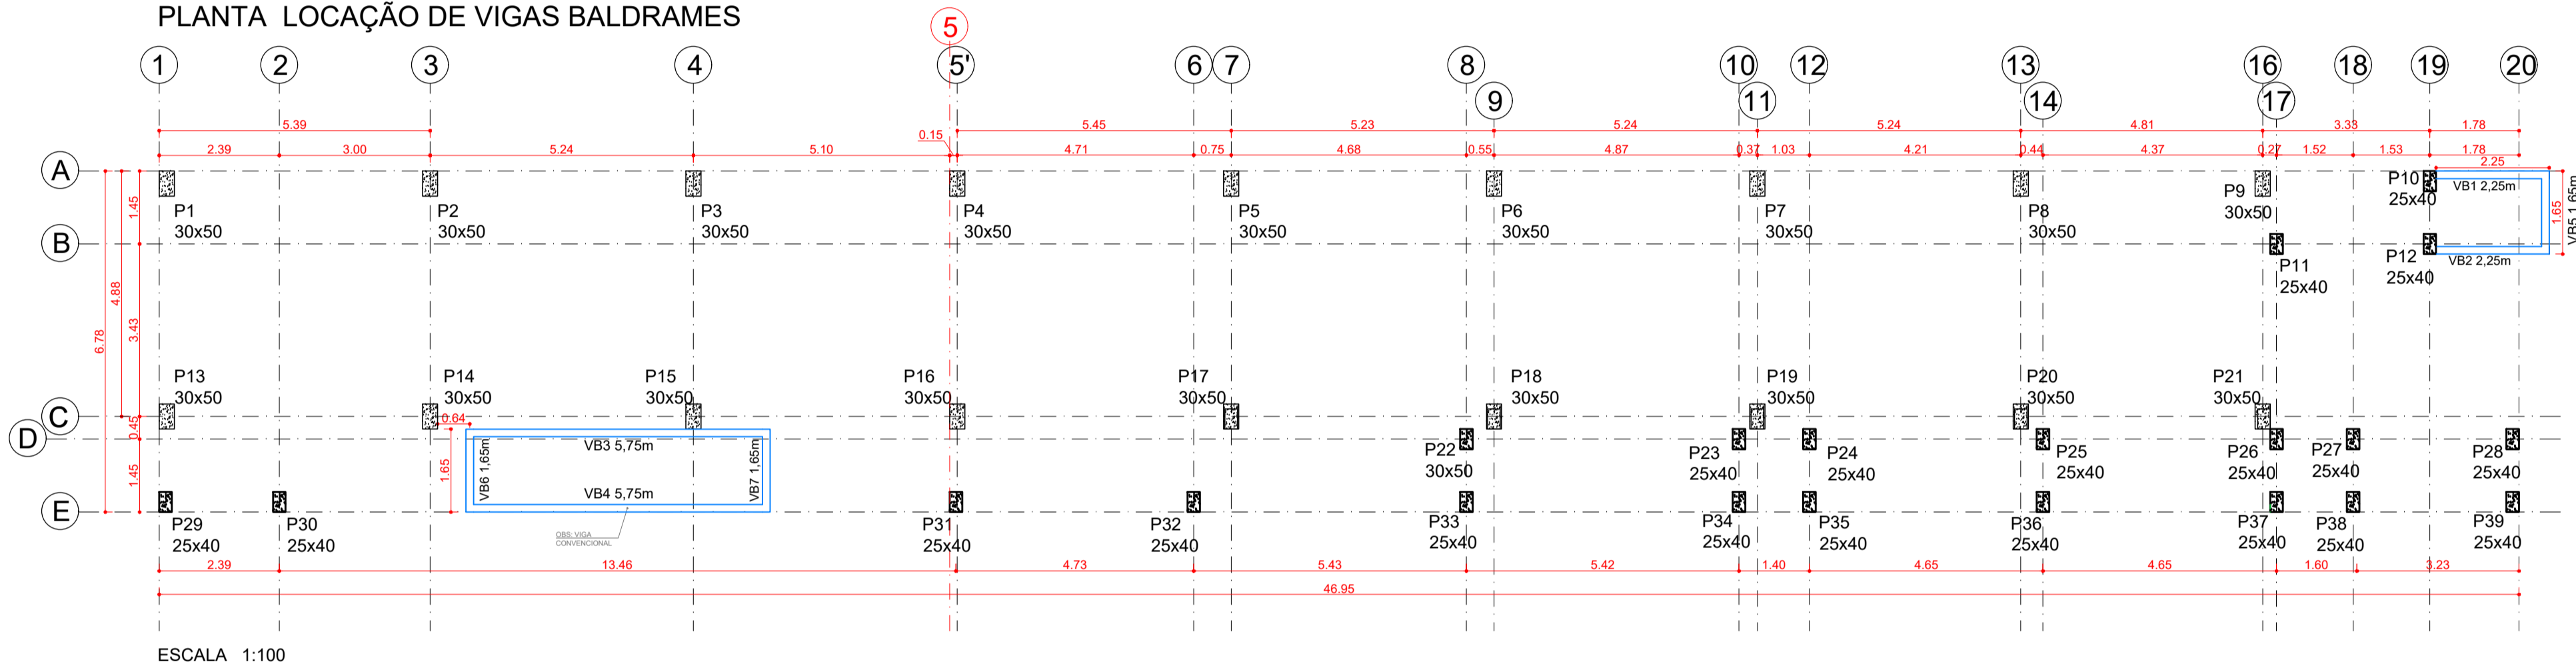 PLANTA LOCAÇÃO DE VIGAS BALDRAMES
5
1 2 3 4 5' 6 7 8 10 12 13 16 18 19 20
9 11 14 17
5.39 5.45 5.23 5.24 5.24 4.81 3.33 1.78
0.15
2.39 3.00 5.24 5.10 4.71 0.75 4.68 0.55 4.87 0.37 1.03 4.21 0.44 4.37 0.27 1.52 1.53 1.78
2.25
A
P10
25x40
VB1 2,25m
VB5 1,65m
1.65
P1
30x50
P2
30x50
P3
30x50
P4
30x50
P5
30x50
P6
30x50
P7
30x50
P8
30x50
P9
30x50
1.45
B
P11
25x40
P12
25x40
VB2 2,25m
6.78
4.88
3.43
P13
30x50
P14
30x50
P15
30x50
P16
30x50
P17
30x50
P18
30x50
P19
30x50
P20
30x50
P21
30x50
C
0.64
0.45
D
VB3 5,75m
VB6 1,65m
VB7 1,65m
1.65
1.45
VB4 5,75m
P22
30x50
P23
25x40
P24
25x40
P25
25x40
P26
25x40
P27
25x40
P28
25x40
E
OBS: VIGA
CONVENCIONAL
P29
25x40
P30
25x40
P31
25x40
P32
25x40
P33
25x40
P34
25x40
P35
25x40
P36
25x40
P37
25x40
P38
25x40
P39
25x40
2.39 13.46 4.73 5.43 5.42 1.40 4.65 4.65 1.60 3.23
46.95
ESCALA 1:100